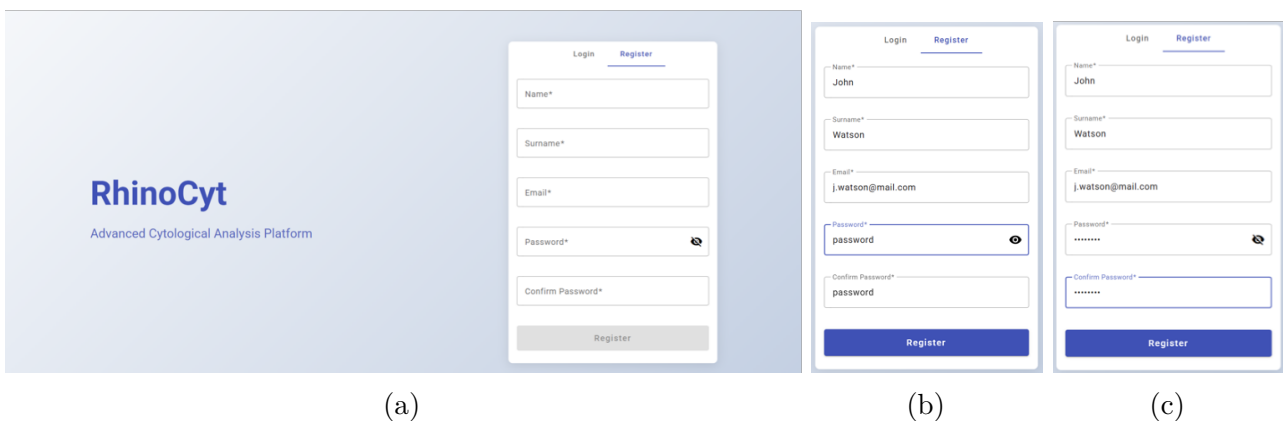 RhinoCyt
Advanced Cytological Analysis Platform
Login Register
Name*
Surname*
Email*
Password*
Confirm Password*
Register
(a)
Login Register
Name*
John
Surname*
Watson
Email*
j.watson@mail.com
Password*
password
Confirm Password*
password
Register
(b)
Login Register
Name*
John
Surname*
Watson
Email*
j.watson@mail.com
Password*
••••••••
Confirm Password*
••••••••
Register
(c)